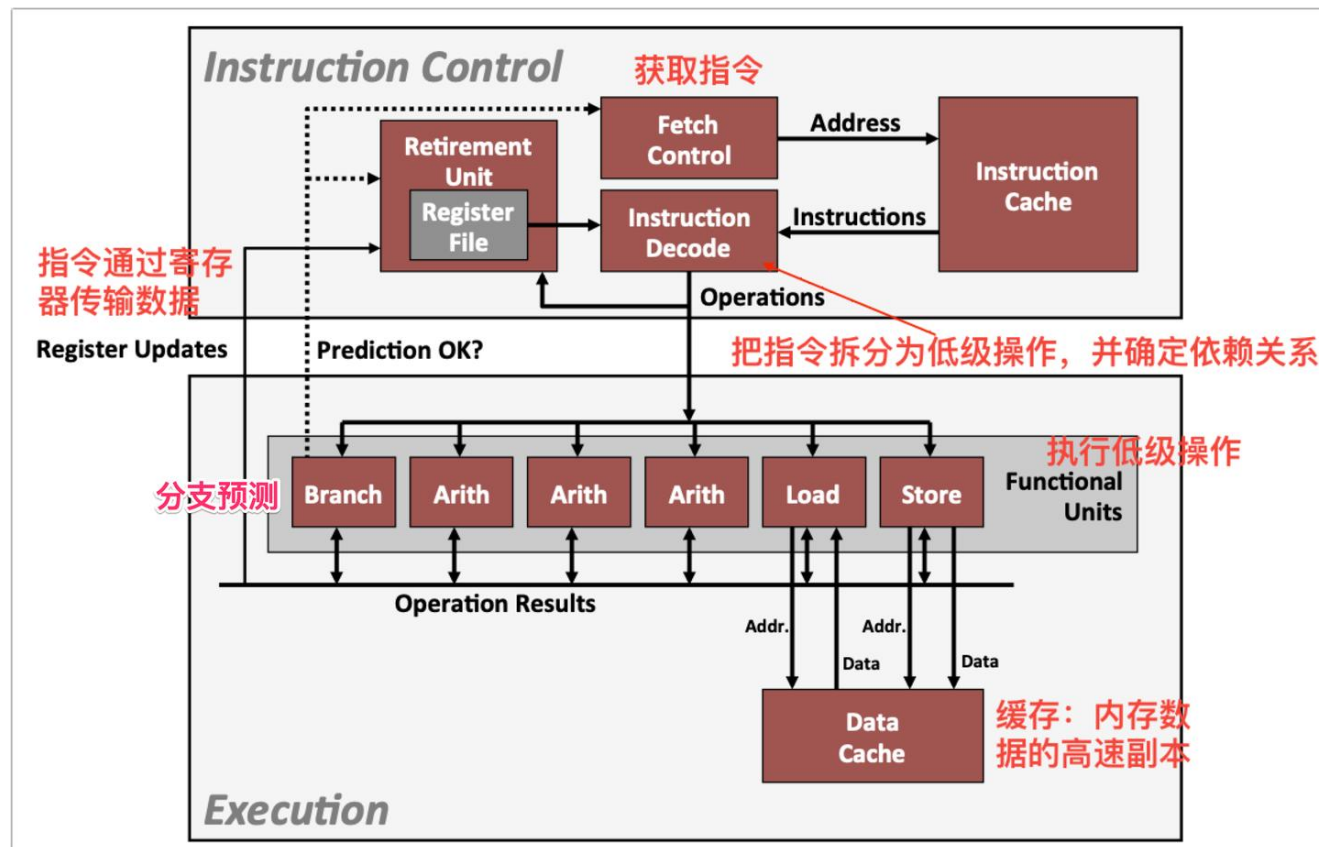 Instruction Control
获取指令
Fetch
Control
Address
Instruction
Cache
Retirement
Unit
Register
File
Instruction
Decode
Instructions
指令通过寄存
器传输数据
Operations
Register Updates
Prediction OK?
把指令拆分为低级操作，并确定依赖关系
执行低级操作
Functional
Units
分支预测
Branch
Arith
Arith
Arith
Load
Store
Operation Results
Addr.
Addr.
Data
Data
Data
Cache
缓存：内存数
据的高速副本
Execution